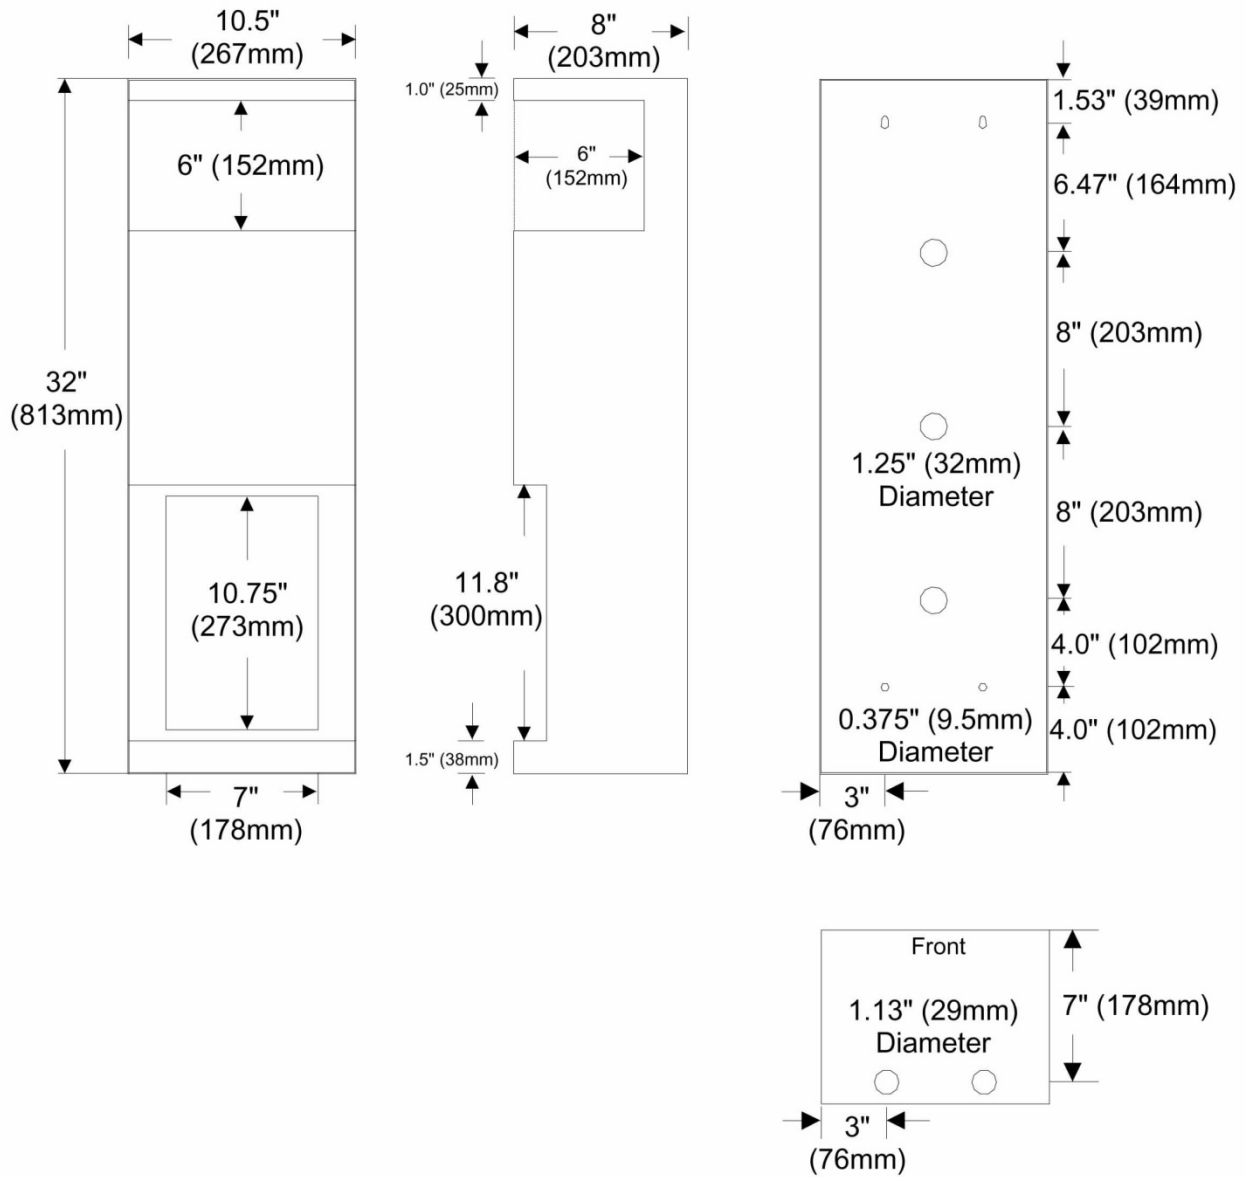 10.5"
(267mm)
6" (152mm)
32"
(813mm)
10.75"
(273mm)
7"
(178mm)
8"
(203mm)
1.0" (25mm)
6"
(152mm)
11.8"
(300mm)
1.5" (38mm)
1.53" (39mm)
6.47" (164mm)
8" (203mm)
1.25" (32mm)
Diameter
8" (203mm)
4.0" (102mm)
0.375" (9.5mm)
Diameter
4.0" (102mm)
3"
(76mm)
Front
1.13" (29mm)
Diameter
7" (178mm)
3"
(76mm)